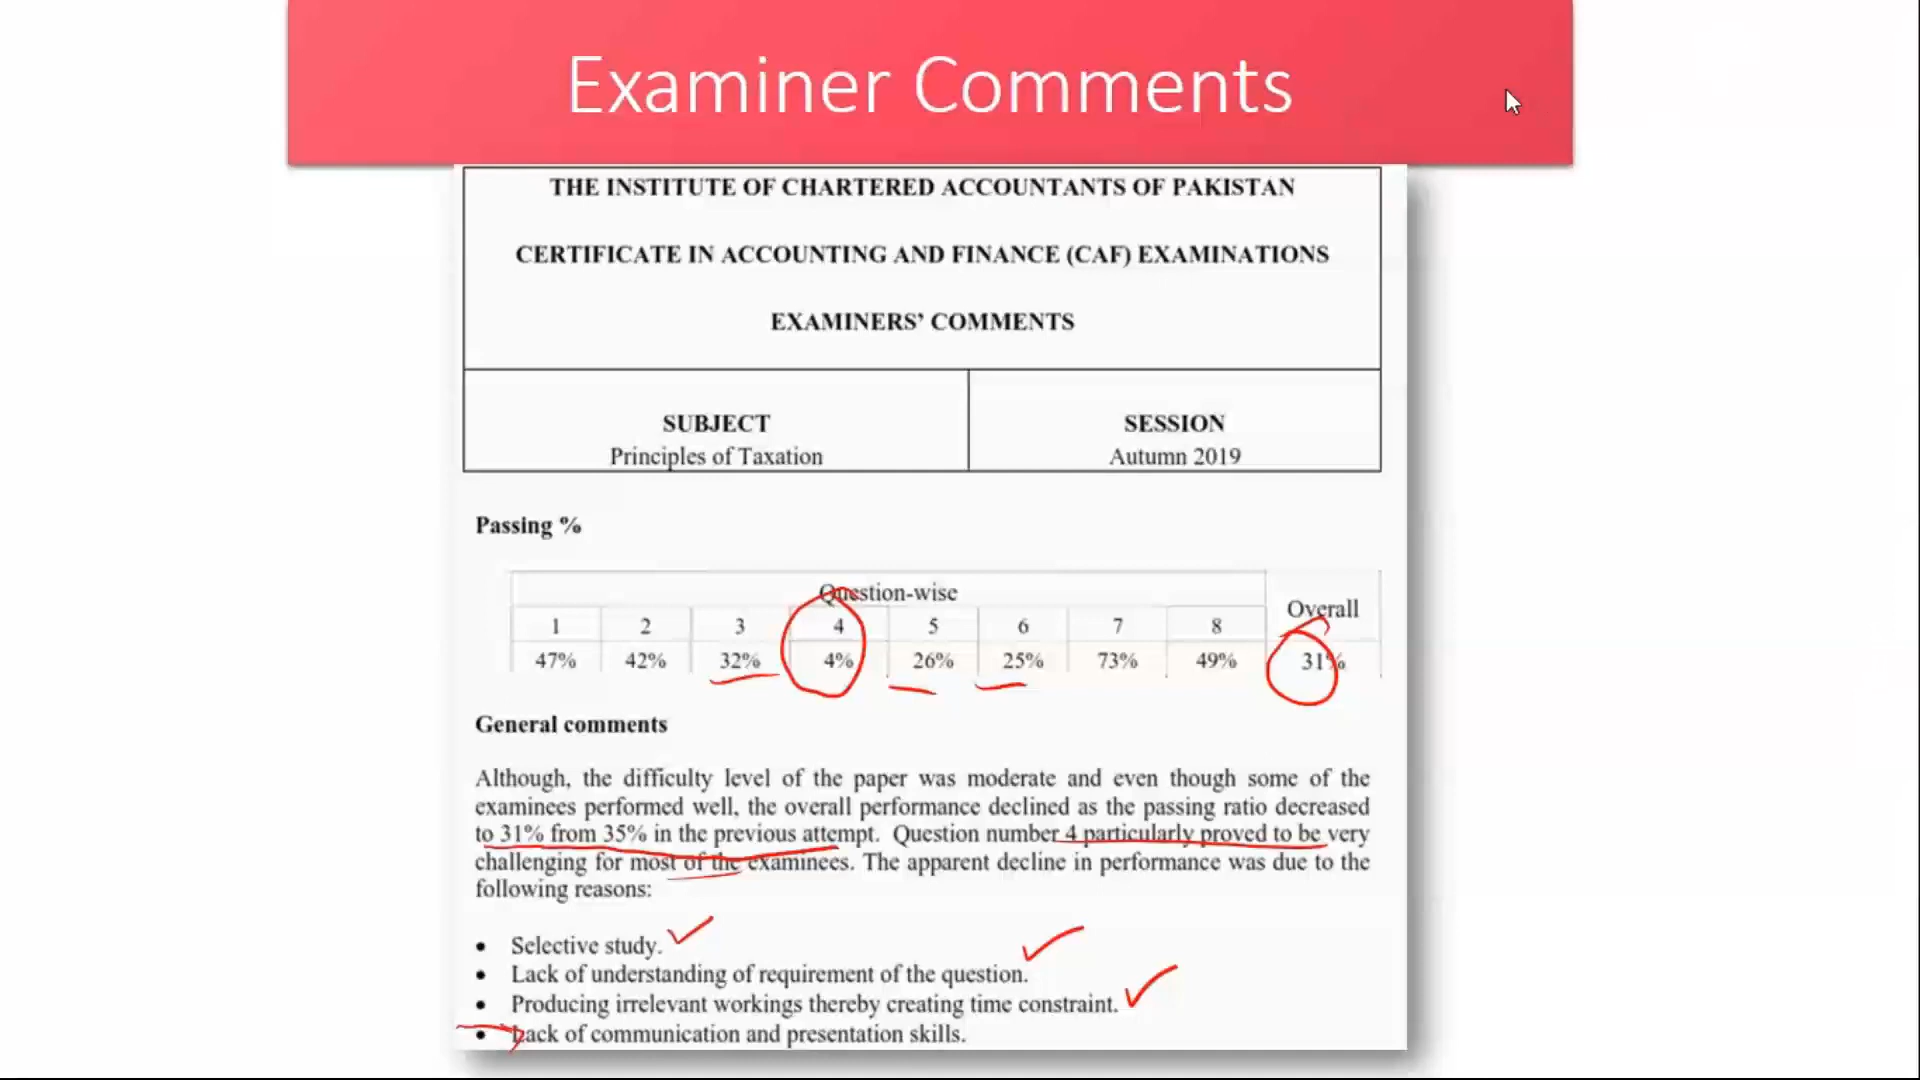 Examiner Comments
THE INSTITUTE OF CHARTERED ACCOUNTANTS OF PAKISTAN
CERTIFICATE IN ACCOUNTING AND FINANCE (CAF) EXAMINATIONS
EXAMINERS’ COMMENTS
SUBJECT SESSION
Principles of Taxation Autumn 2019
Passing %
Question-wise Overall
1 2 3 4 5 6 7 8
47% 42% 32% 4% 26% 25% 73% 49% 31%
General comments
Although, the difficulty level of the paper was moderate and even though some of the
examinees performed well, the overall performance declined as the passing ratio decreased
to 31% from 35% in the previous attempt. Question number 4 particularly proved to be very
challenging for most of the examinees. The apparent decline in performance was due to the
following reasons:
• Selective study.
• Lack of understanding of requirement of the question.
• Producing irrelevant workings thereby creating time constraint.
• Lack of communication and presentation skills.